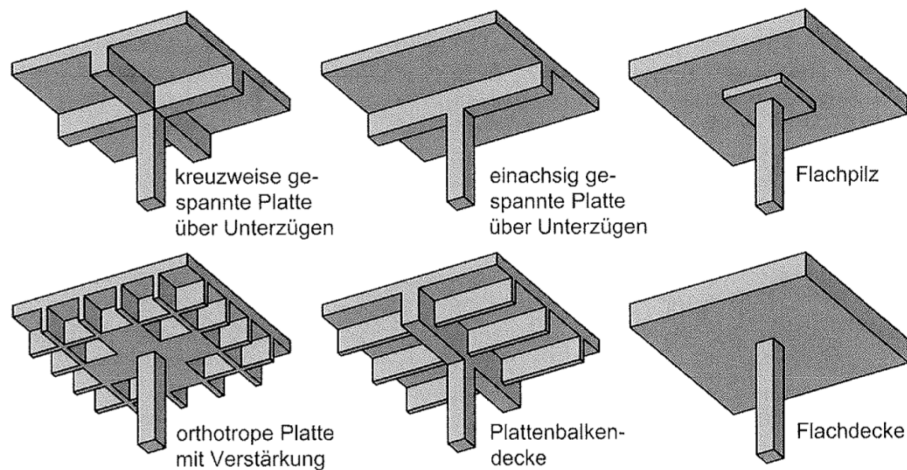 kreuzweise ge-
spannte Platte
über Unterzügen
einachsig ge-
spannte Platte
über Unterzügen
Flachpilz
orthotrope Platte
mit Verstärkung
Plattenbalken-
decke
Flachdecke